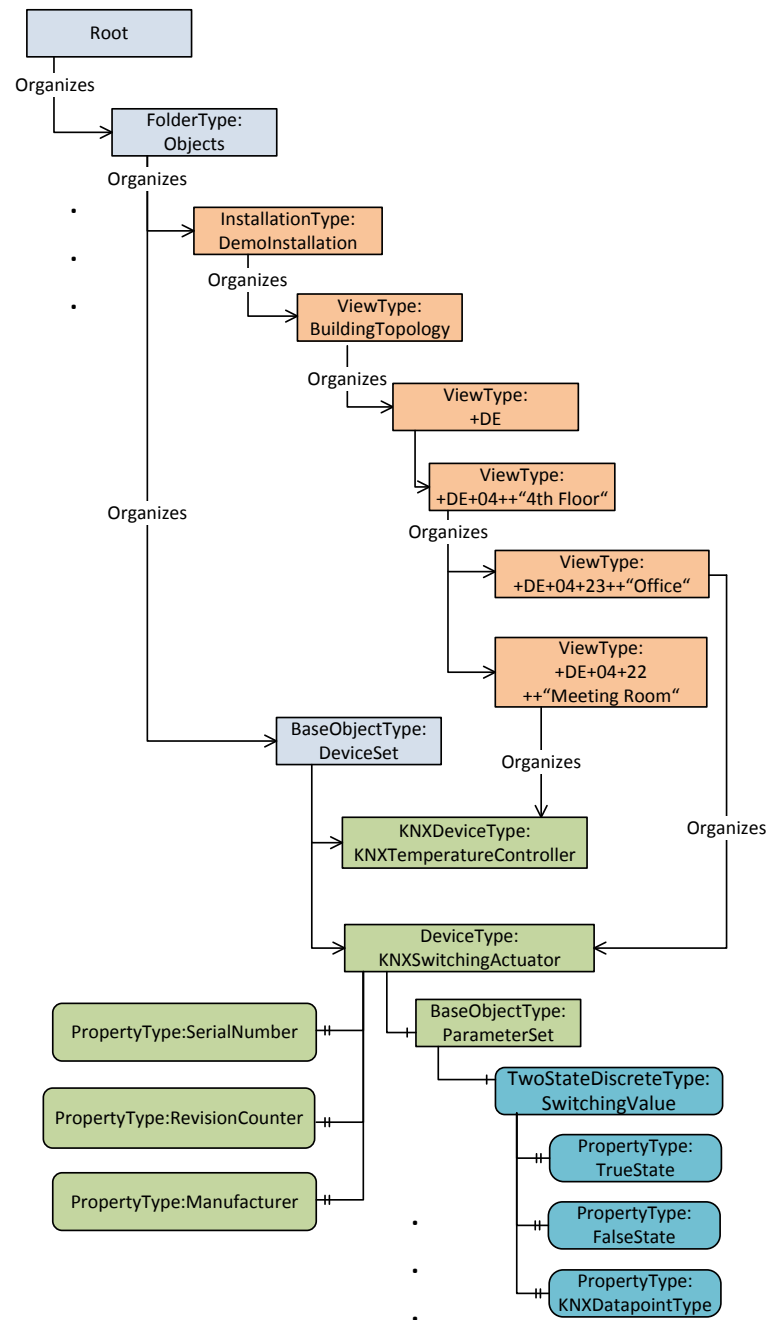 Root
Organizes
FolderType:
Objects
Organizes
InstallationType:
DemoInstallation
Organizes
ViewType:
BuildingTopology
Organizes
ViewType:
+DE
ViewType:
+DE+04++“4th Floor“
Organizes
Organizes
ViewType:
+DE+04+23++“Office“
ViewType:
+DE+04+22
++“Meeting Room“
BaseObjectType:
DeviceSet
Organizes
KNXDeviceType:
KNXTemperatureController
Organizes
DeviceType:
KNXSwitchingActuator
PropertyType:SerialNumber
BaseObjectType:
ParameterSet
TwoStateDiscreteType:
SwitchingValue
PropertyType:RevisionCounter
PropertyType:
TrueState
PropertyType:Manufacturer
PropertyType:
FalseState
PropertyType:
KNXDatapointType